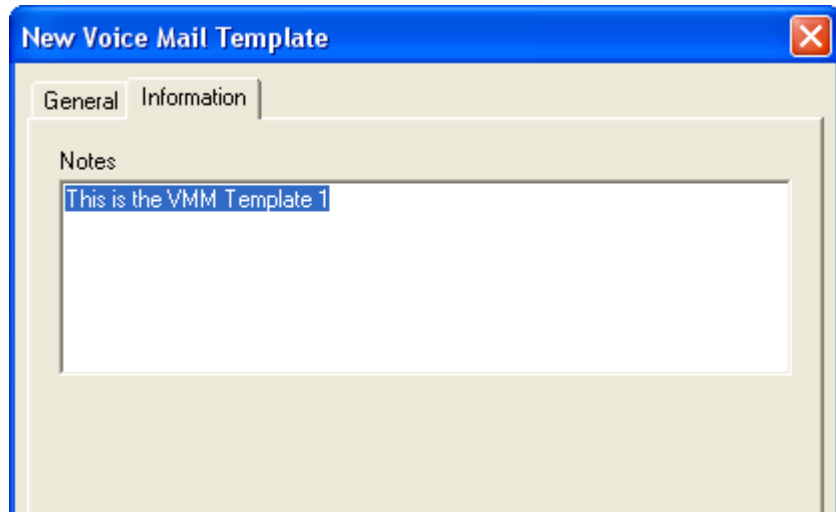 New Voice Mail Template
General Information
Notes
This is the VMM Template 1